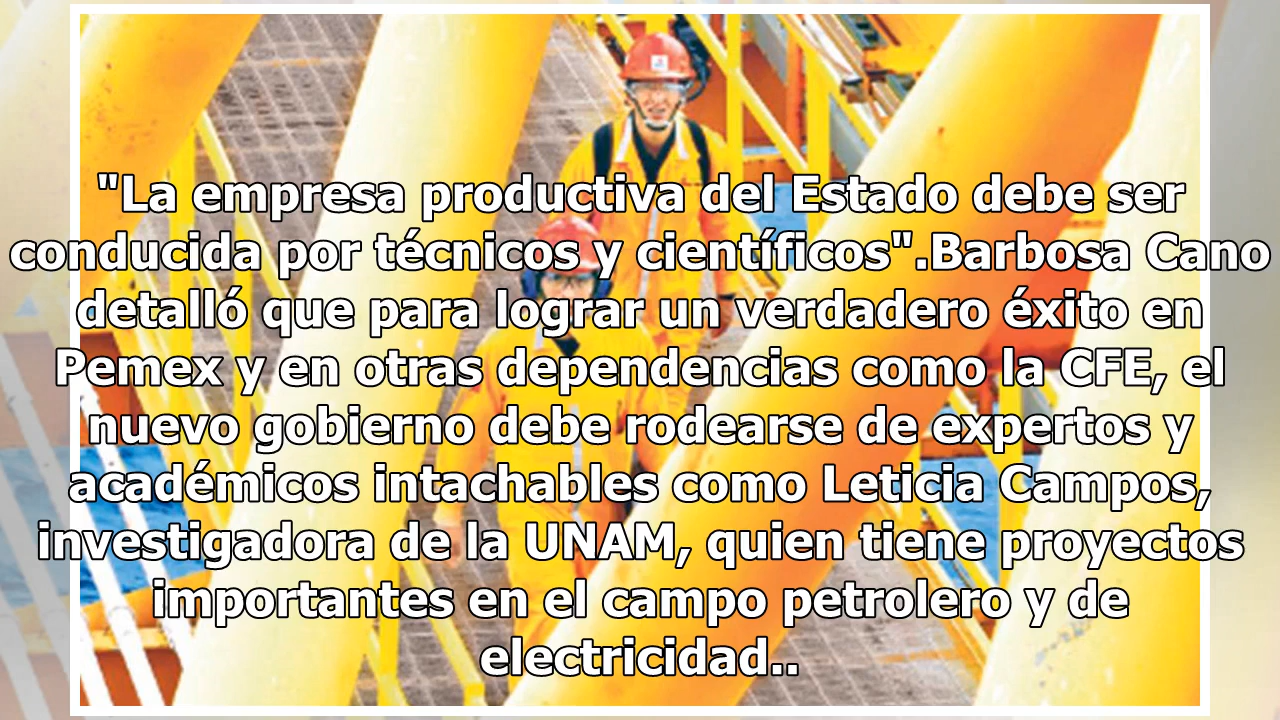 "La empresa productiva del Estado debe ser
conducida por técnicos y científicos".Barbosa Cano
detalló que para lograr un verdadero éxito en
Pemex y en otras dependencias como la CFE, el
nuevo gobierno debe rodearse de expertos y
académicos intachables como Leticia Campos,
investigadora de la UNAM, quien tiene proyectos
importantes en el campo petrolero y de
electricidad..